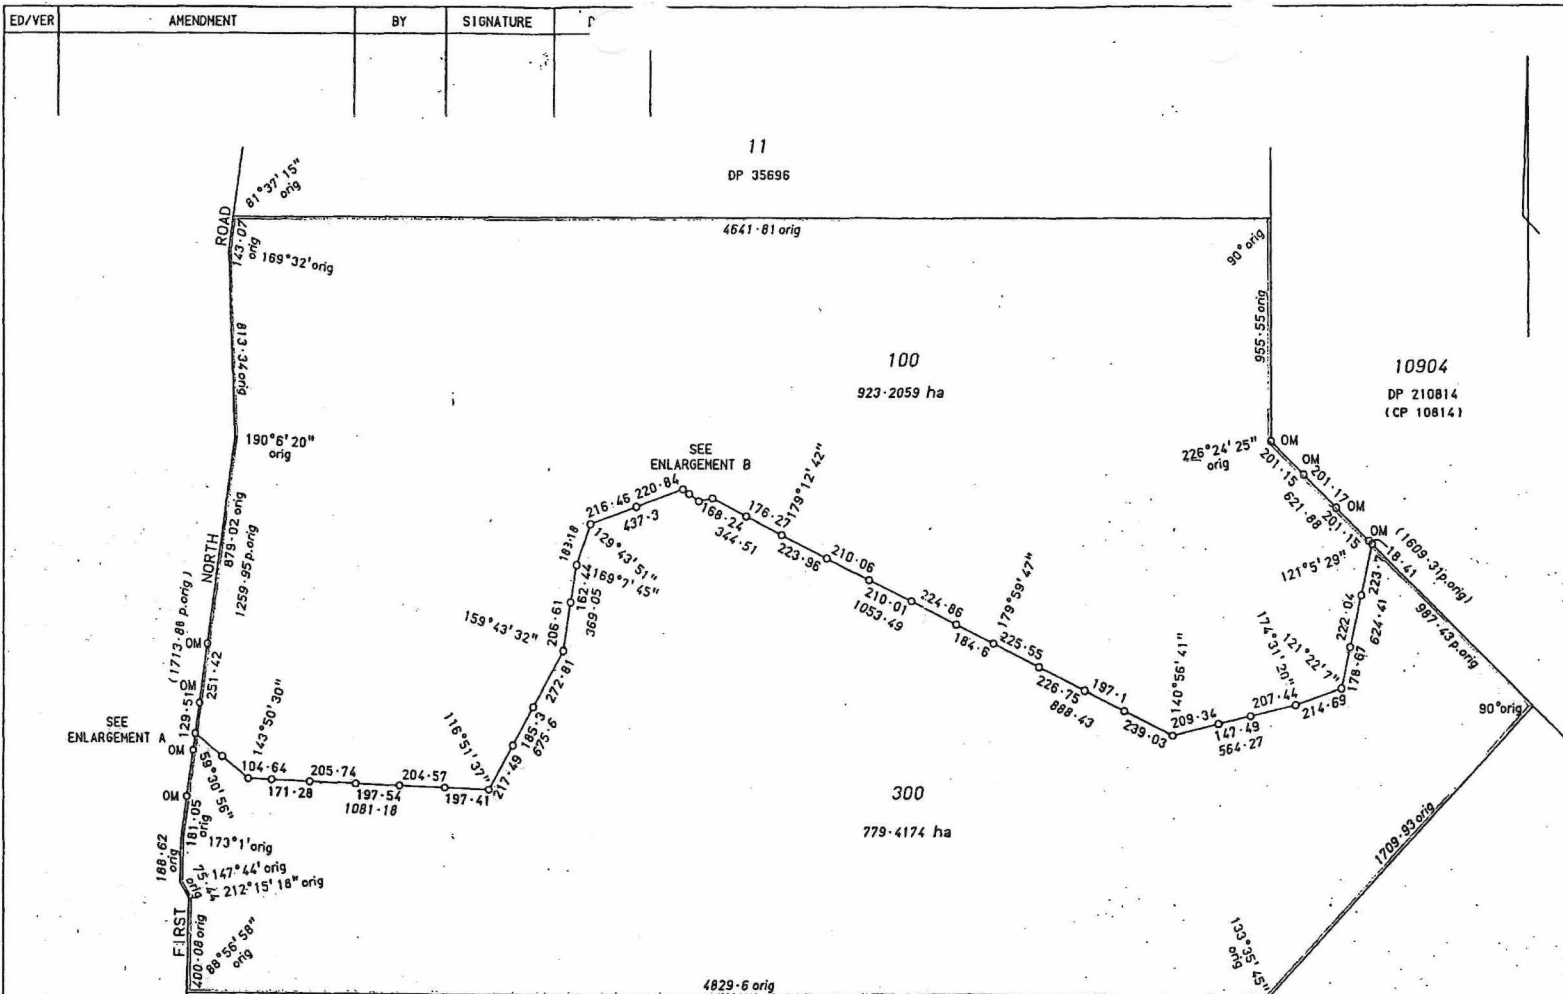 ED/VER AMENDMENT BY SIGNATURE
11
DP 35696
81°37'15"
orig
ROAD
143·07
orig
169°32' orig
4641·81 orig
90° orig
955·55 orig
813·34 orig
100
923·2059 ha
10904
DP 210814
(CP 10814)
190°6'20"
orig
SEE
ENLARGEMENT B
179°12'42"
226°24'25"
orig
OM
201·15
OM
201·17
OM
621·88
201·15
OM
18·41
(1609·31 p.orig)
121°5'29"
223·7
987·43 p.orig
NORTH
879·02 orig
1259·95 p.orig
(1713·88 p.orig)
216·46
220·84
437·3
168·24
344·51
176·27
223·96
210·06
210·01
1053·49
224·86
184·6
179°59'47"
225·55
226·75
888·43
197·1
239·03
140°56'41"
209·34
147·49
564·27
207·44
214·69
174°31'20"
121°22'7"
222·04
624·41
178·67
90° orig
183·18
129°43'51"
169°7'45"
162·44
369·05
206·61
159·43'32"
272·81
185·3
675·6
217·49
116°51'37"
OM
251·42
OM
129·51
SEE
ENLARGEMENT A
OM
143°50'30"
59°30'56"
104·64
171·28
205·74
197·54
1081·18
204·57
197·41
OM
181·05
orig
173°1' orig
188·62
orig
147°44' orig
75·44
orig
212°15'18" orig
300
779·4174 ha
1709·93 orig
FIRST
400·08 orig
88°56'58"
orig
133°35'45"
orig
4829·6 orig